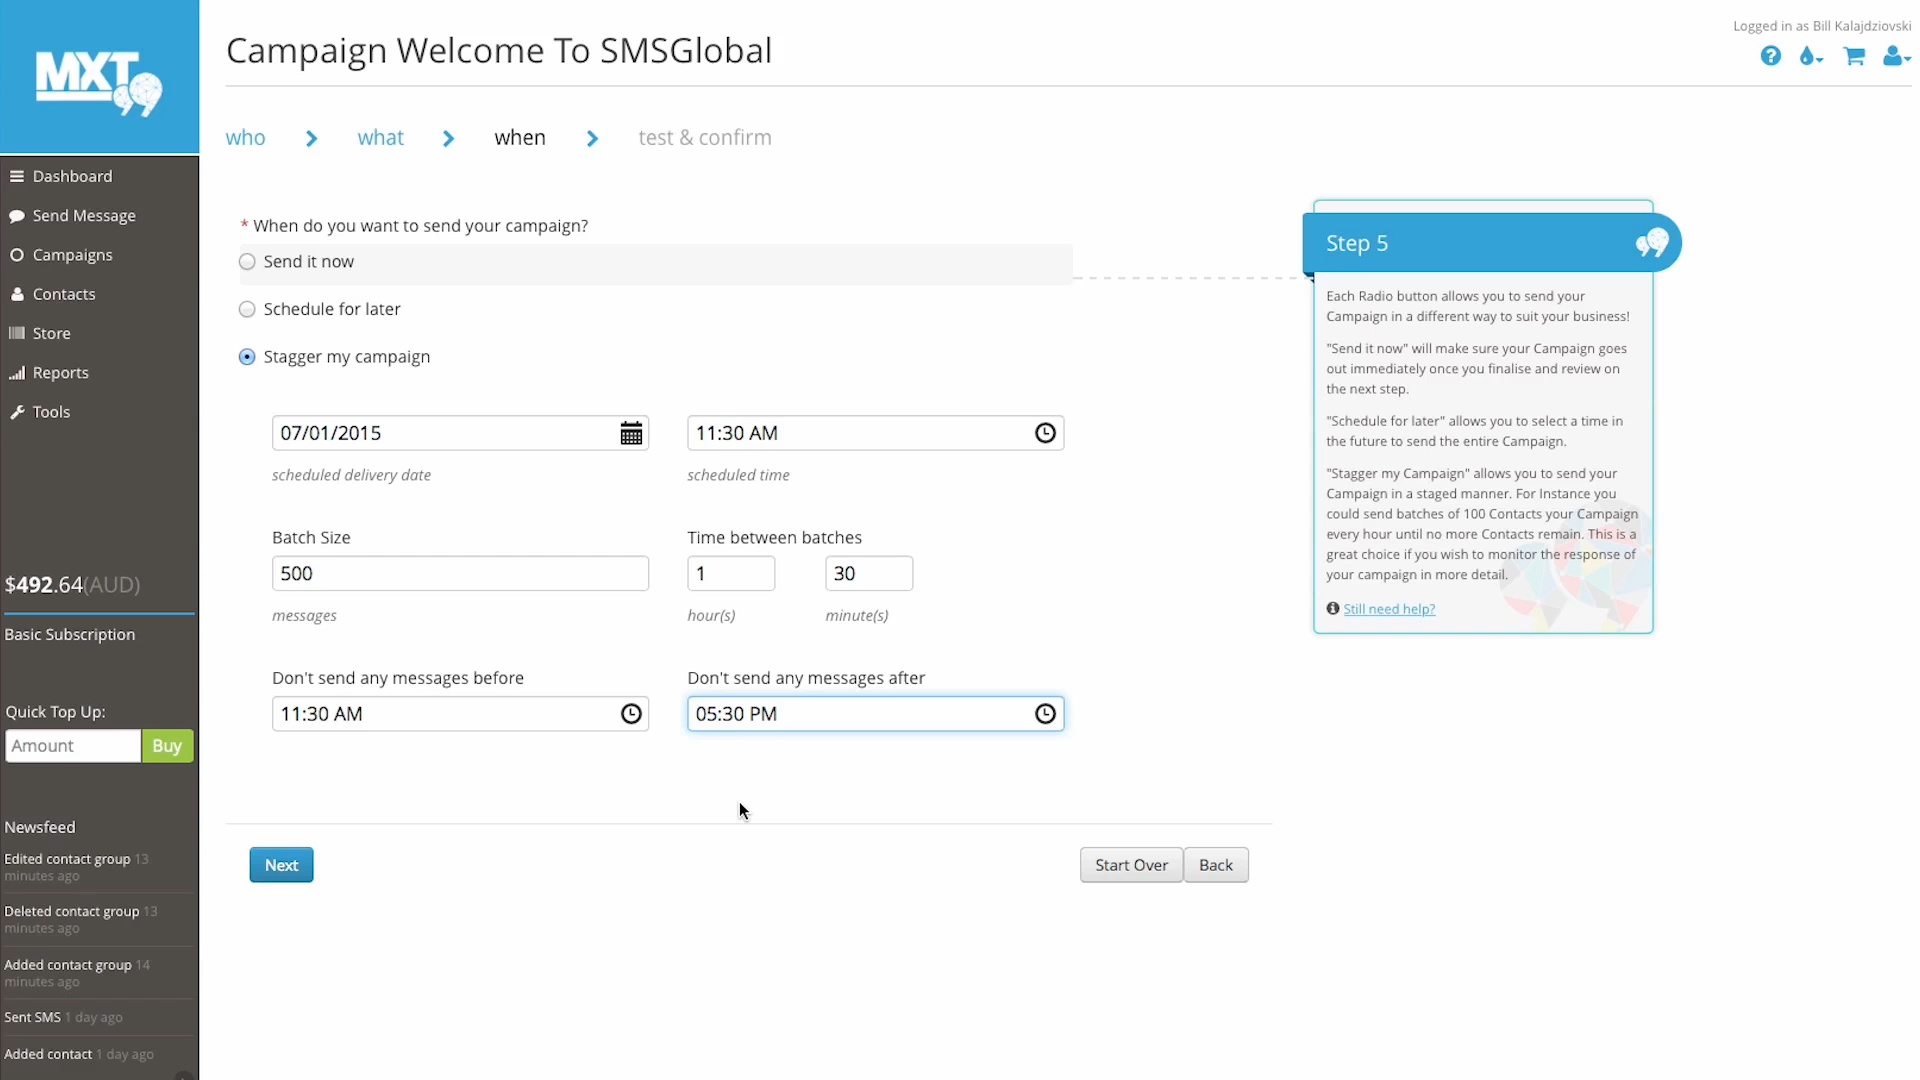 MXT
Dashboard
Send Message
Campaigns
Contacts
Store
Reports
Tools
$492.64(AUD)
Basic Subscription
Quick Top Up:
Amount
Buy
Newsfeed
Edited contact group 13
minutes ago
Deleted contact group 13
minutes ago
Added contact group 14
minutes ago
Sent SMS 1 day ago
Added contact 1 day ago
Campaign Welcome To SMSGlobal
Logged in as Bill Kalajdziovski
who
what
when
test & confirm
* When do you want to send your campaign?
Send it now
Schedule for later
Stagger my campaign
07/01/2015
11:30 AM
scheduled delivery date
scheduled time
Batch Size
Time between batches
500
1
30
messages
hour(s)
minute(s)
Don't send any messages before
Don't send any messages after
11:30 AM
05:30 PM
Next
Start Over
Back
Step 5
Each Radio button allows you to send your
Campaign in a different way to suit your business!
"Send it now" will make sure your Campaign goes
out immediately once you finalise and review on
the next step.
"Schedule for later" allows you to select a time in
the future to send the entire Campaign.
"Stagger my Campaign" allows you to send your
Campaign in a staged manner. For Instance you
could send batches of 100 Contacts your Campaign
every hour until no more Contacts remain. This is a
great choice if you wish to monitor the response of
your campaign in more detail.
Still need help?